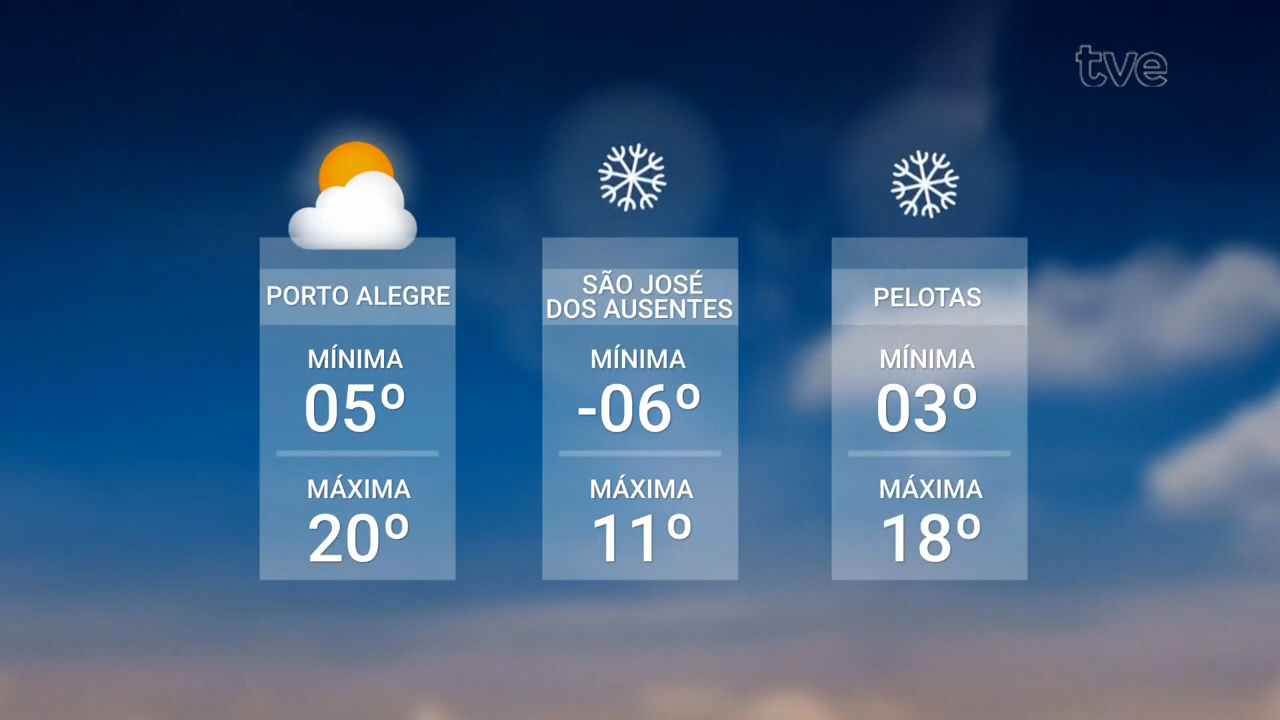 tve
PORTO ALEGRE
MÍNIMA
05º
MÁXIMA
20º
SÃO JOSÉ
DOS AUSENTES
MÍNIMA
-06º
MÁXIMA
11º
PELOTAS
MÍNIMA
03º
MÁXIMA
18º